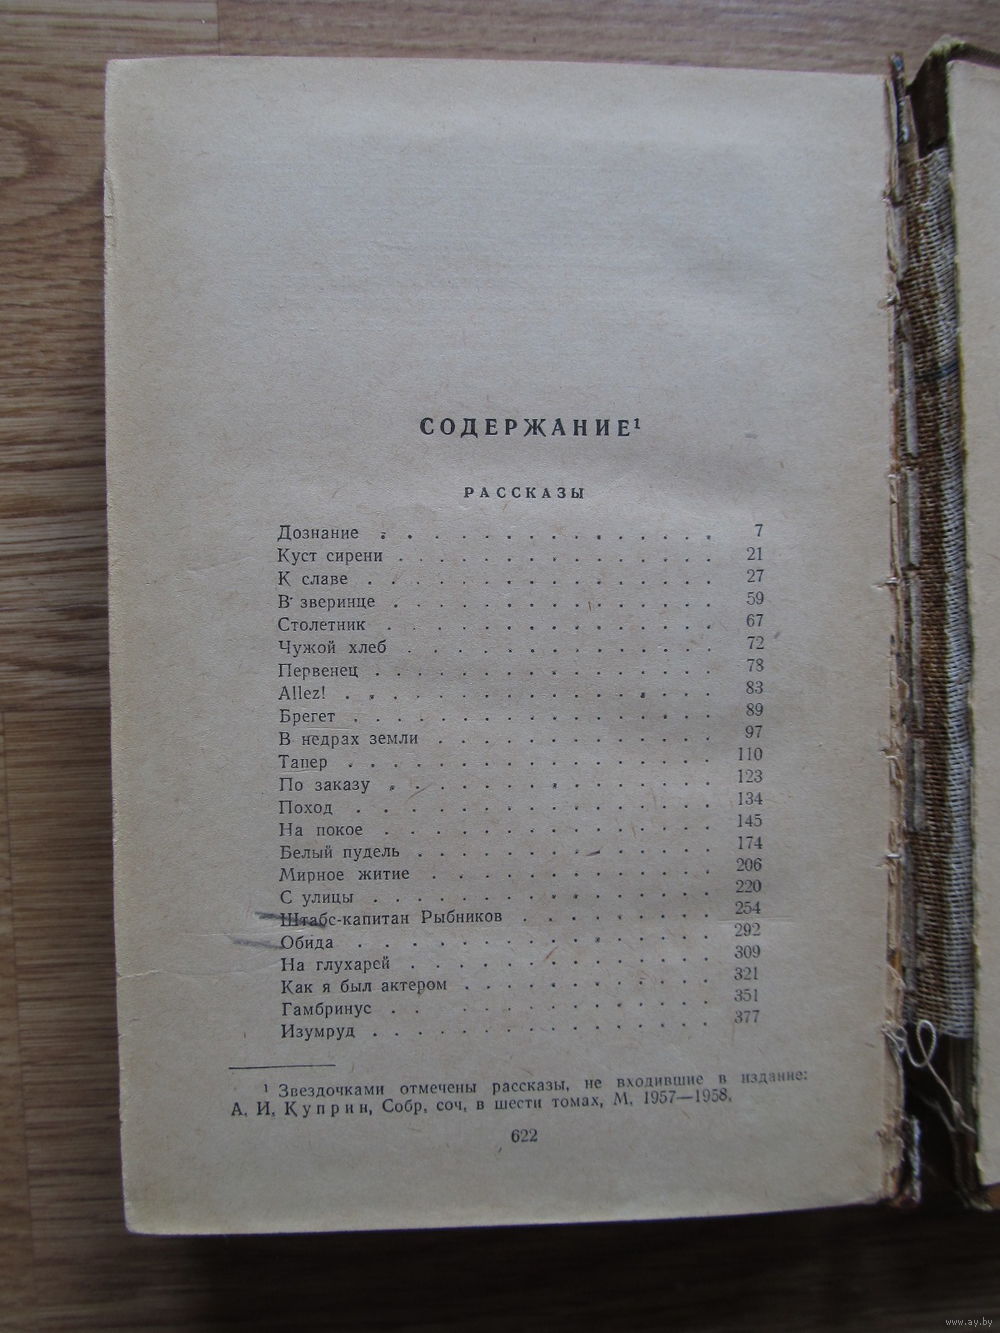 СОДЕРЖАНИЕ¹
РАССКАЗЫ
Дознание . . . . . . . . . . . . . 7
Куст сирени . . . . . . . . . . . . . 21
К славе . . . . . . . . . . . . . 27
В зверинце . . . . . . . . . . . . . 59
Столетник . . . . . . . . . . . . . 67
Чужой хлеб . . . . . . . . . . . . . 72
Первенец . . . . . . . . . . . . . 78
Allez! . . . . . . . . . . . . . 83
Брегет . . . . . . . . . . . . . 89
В недрах земли . . . . . . . . . . . 97
Тапер . . . . . . . . . . . . . 110
По заказу . . . . . . . . . . . . . 123
Поход . . . . . . . . . . . . . 134
На покое . . . . . . . . . . . . . 145
Белый пудель . . . . . . . . . . . . 174
Мирное житие . . . . . . . . . . . 206
С улицы . . . . . . . . . . . . . 220
Штабс-капитан Рыбников . . . . . . . . 254
Обида . . . . . . . . . . . . . 292
На глухарей . . . . . . . . . . . . 309
Как я был актером . . . . . . . . . . 321
Гамбринус . . . . . . . . . . . . . 351
Изумруд . . . . . . . . . . . . . 377
¹ Звездочками отмечены рассказы, не входившие в издание:
А. И. Куприн, Собр. соч. в шести томах, М. 1957—1958.
622
www.ay.by